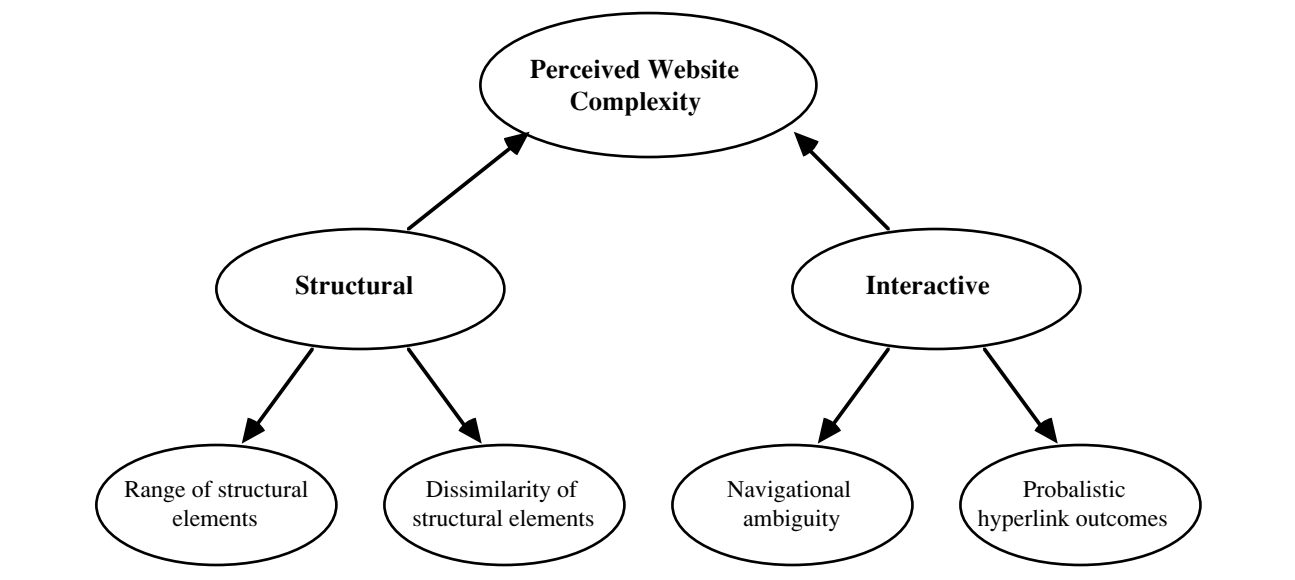 Perceived Website
Complexity
Structural
Interactive
Range of structural
elements
Dissimilarity of
structural elements
Navigational
ambiguity
Probalistic
hyperlink outcomes